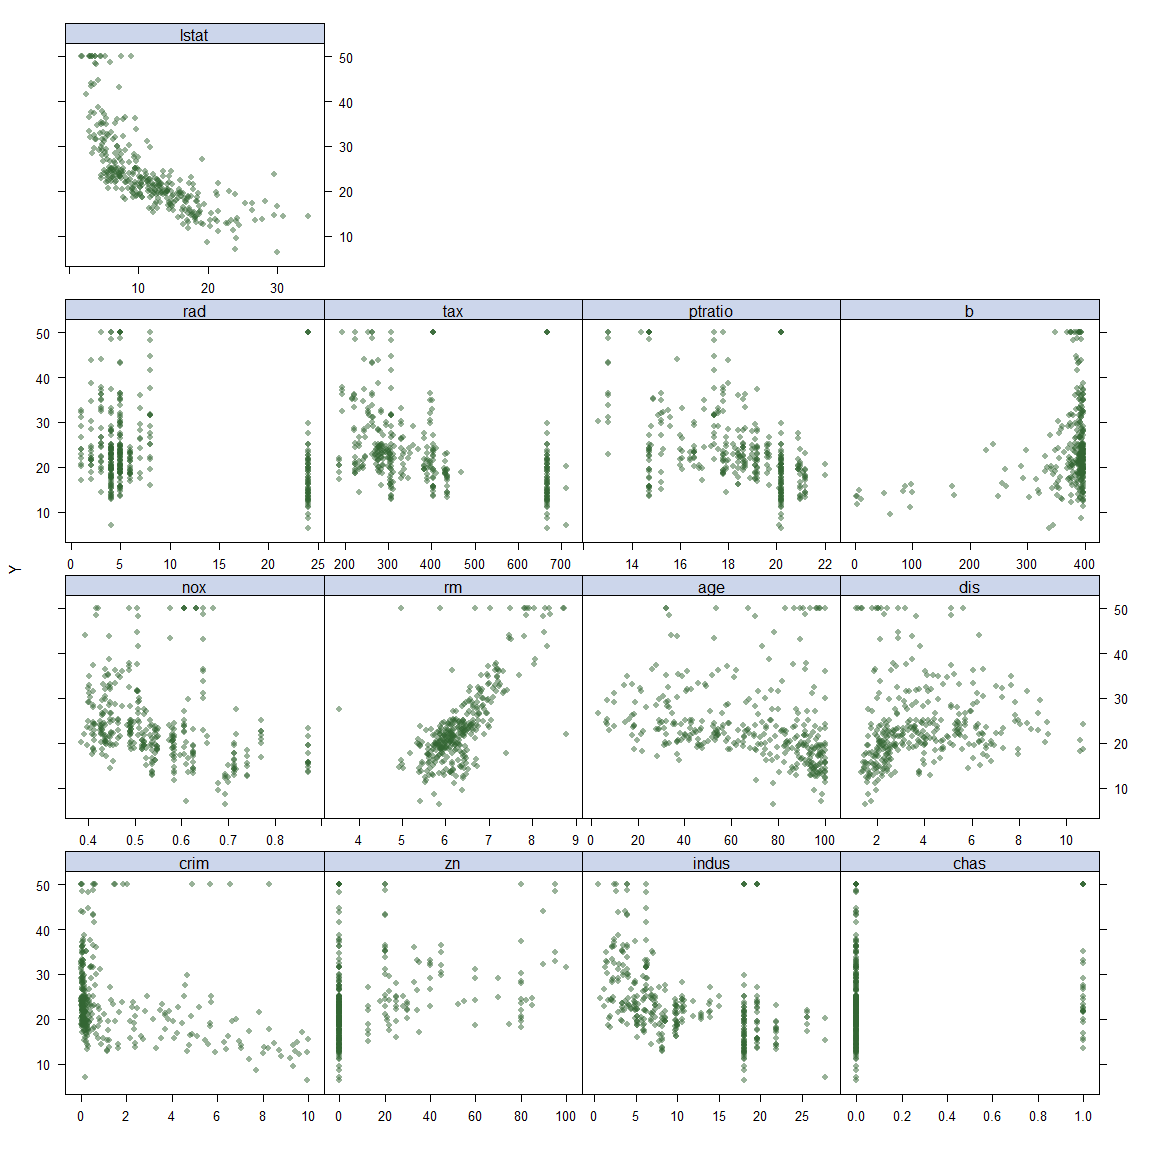 lstat
50
40
30
20
10
10 20 30
rad tax ptratio b
50
40
30
20
10
0 5 10 15 20 25 200 300 400 500 600 700 14 16 18 20 22 0 100 200 300 400
Y
nox rm age dis
50
40
30
20
10
0.4 0.5 0.6 0.7 0.8 4 5 6 7 8 9 0 20 40 60 80 100 2 4 6 8 10
crim zn indus chas
50
40
30
20
10
0 2 4 6 8 10 0 20 40 60 80 100 0 5 10 15 20 25 0.0 0.2 0.4 0.6 0.8 1.0